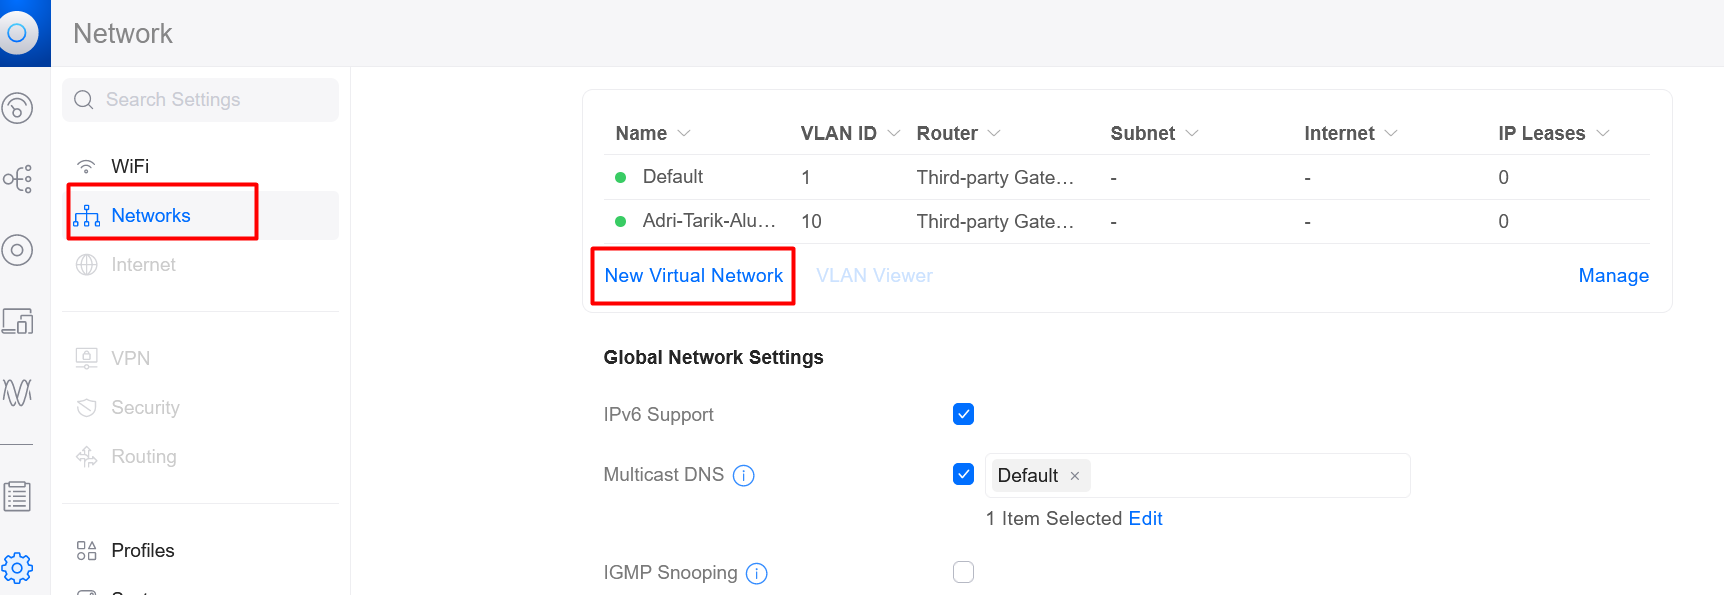 Network
Search Settings
WiFi
Networks
Internet
VPN
Security
Routing
Profiles
Name VLAN ID Router Subnet Internet IP Leases
Default 1 Third-party Gate... - - 0
Adri-Tarik-Alu... 10 Third-party Gate... - - 0
New Virtual Network VLAN Viewer Manage
Global Network Settings
IPv6 Support
Multicast DNS Default ×
1 Item Selected Edit
IGMP Snooping